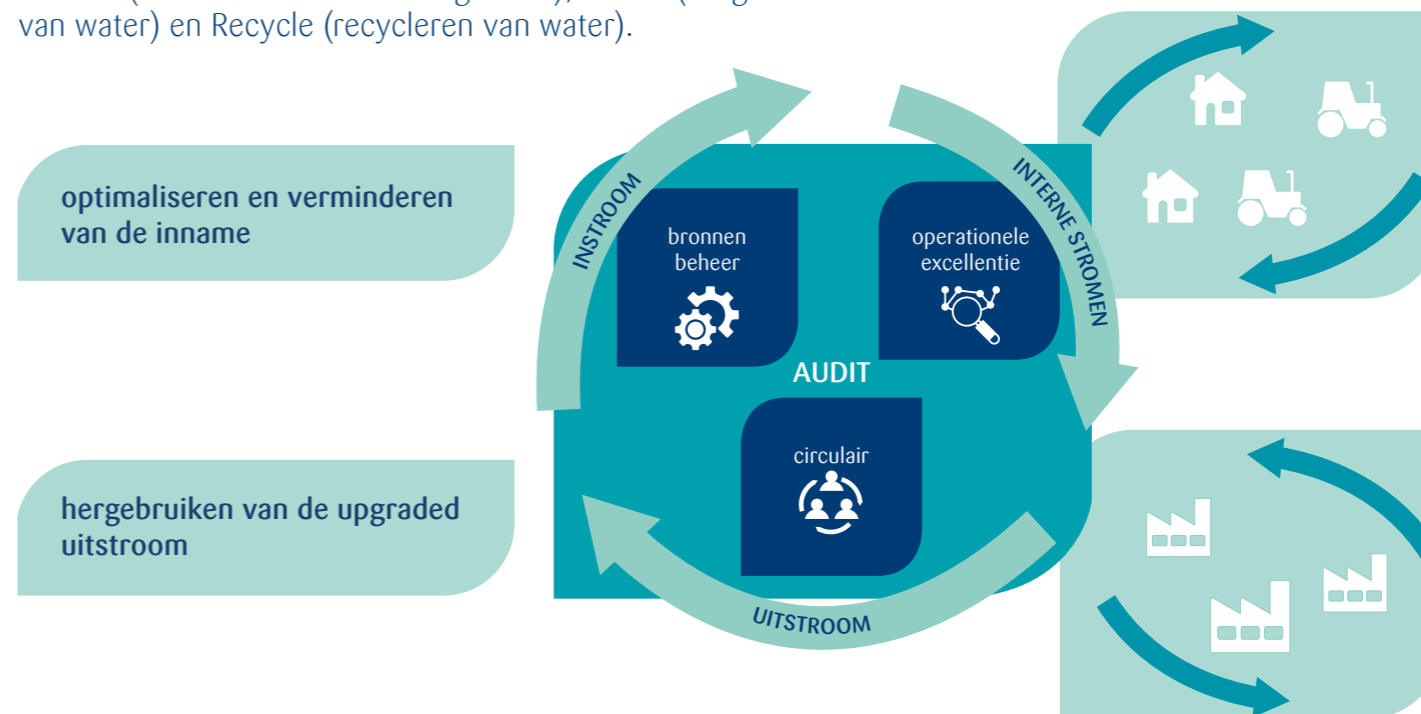 van water) en Recycle (recycleren van water).
optimaliseren en verminderen
van de inname
INSTROOM
bronnen
beheer
operationele
excellentie
INTERNE STROMEN
AUDIT
circulair
hergebruiken van de upgraded
uitstroom
UITSTROOM